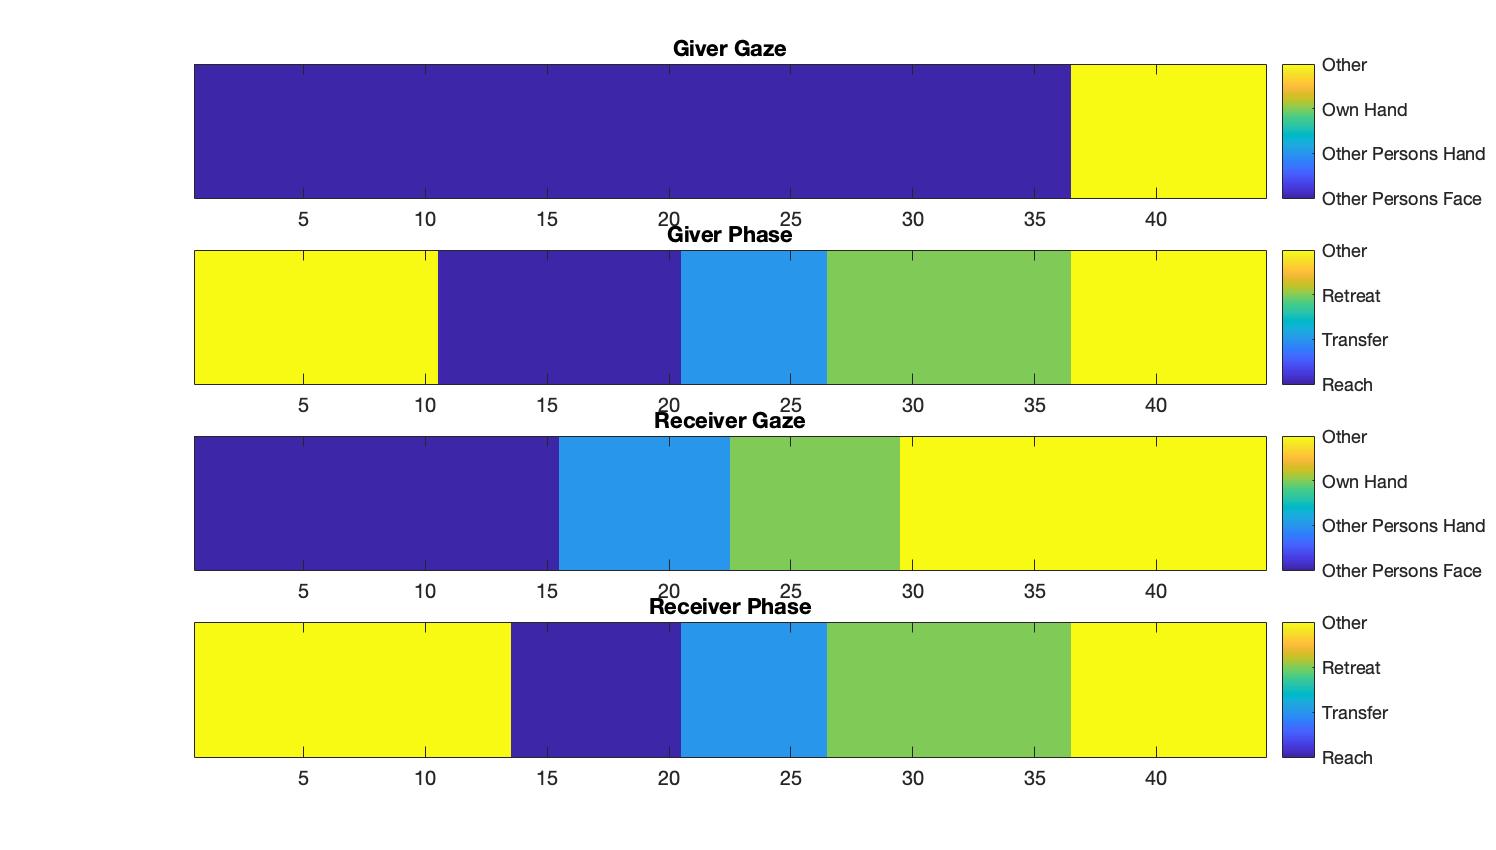 Giver Gaze
Other
Own Hand
Other Persons Hand
Other Persons Face
5 10 15 20 25 30 35 40
Giver Phase
Other
Retreat
Transfer
Reach
5 10 15 20 25 30 35 40
Receiver Gaze
Other
Own Hand
Other Persons Hand
Other Persons Face
5 10 15 20 25 30 35 40
Receiver Phase
Other
Retreat
Transfer
Reach
5 10 15 20 25 30 35 40